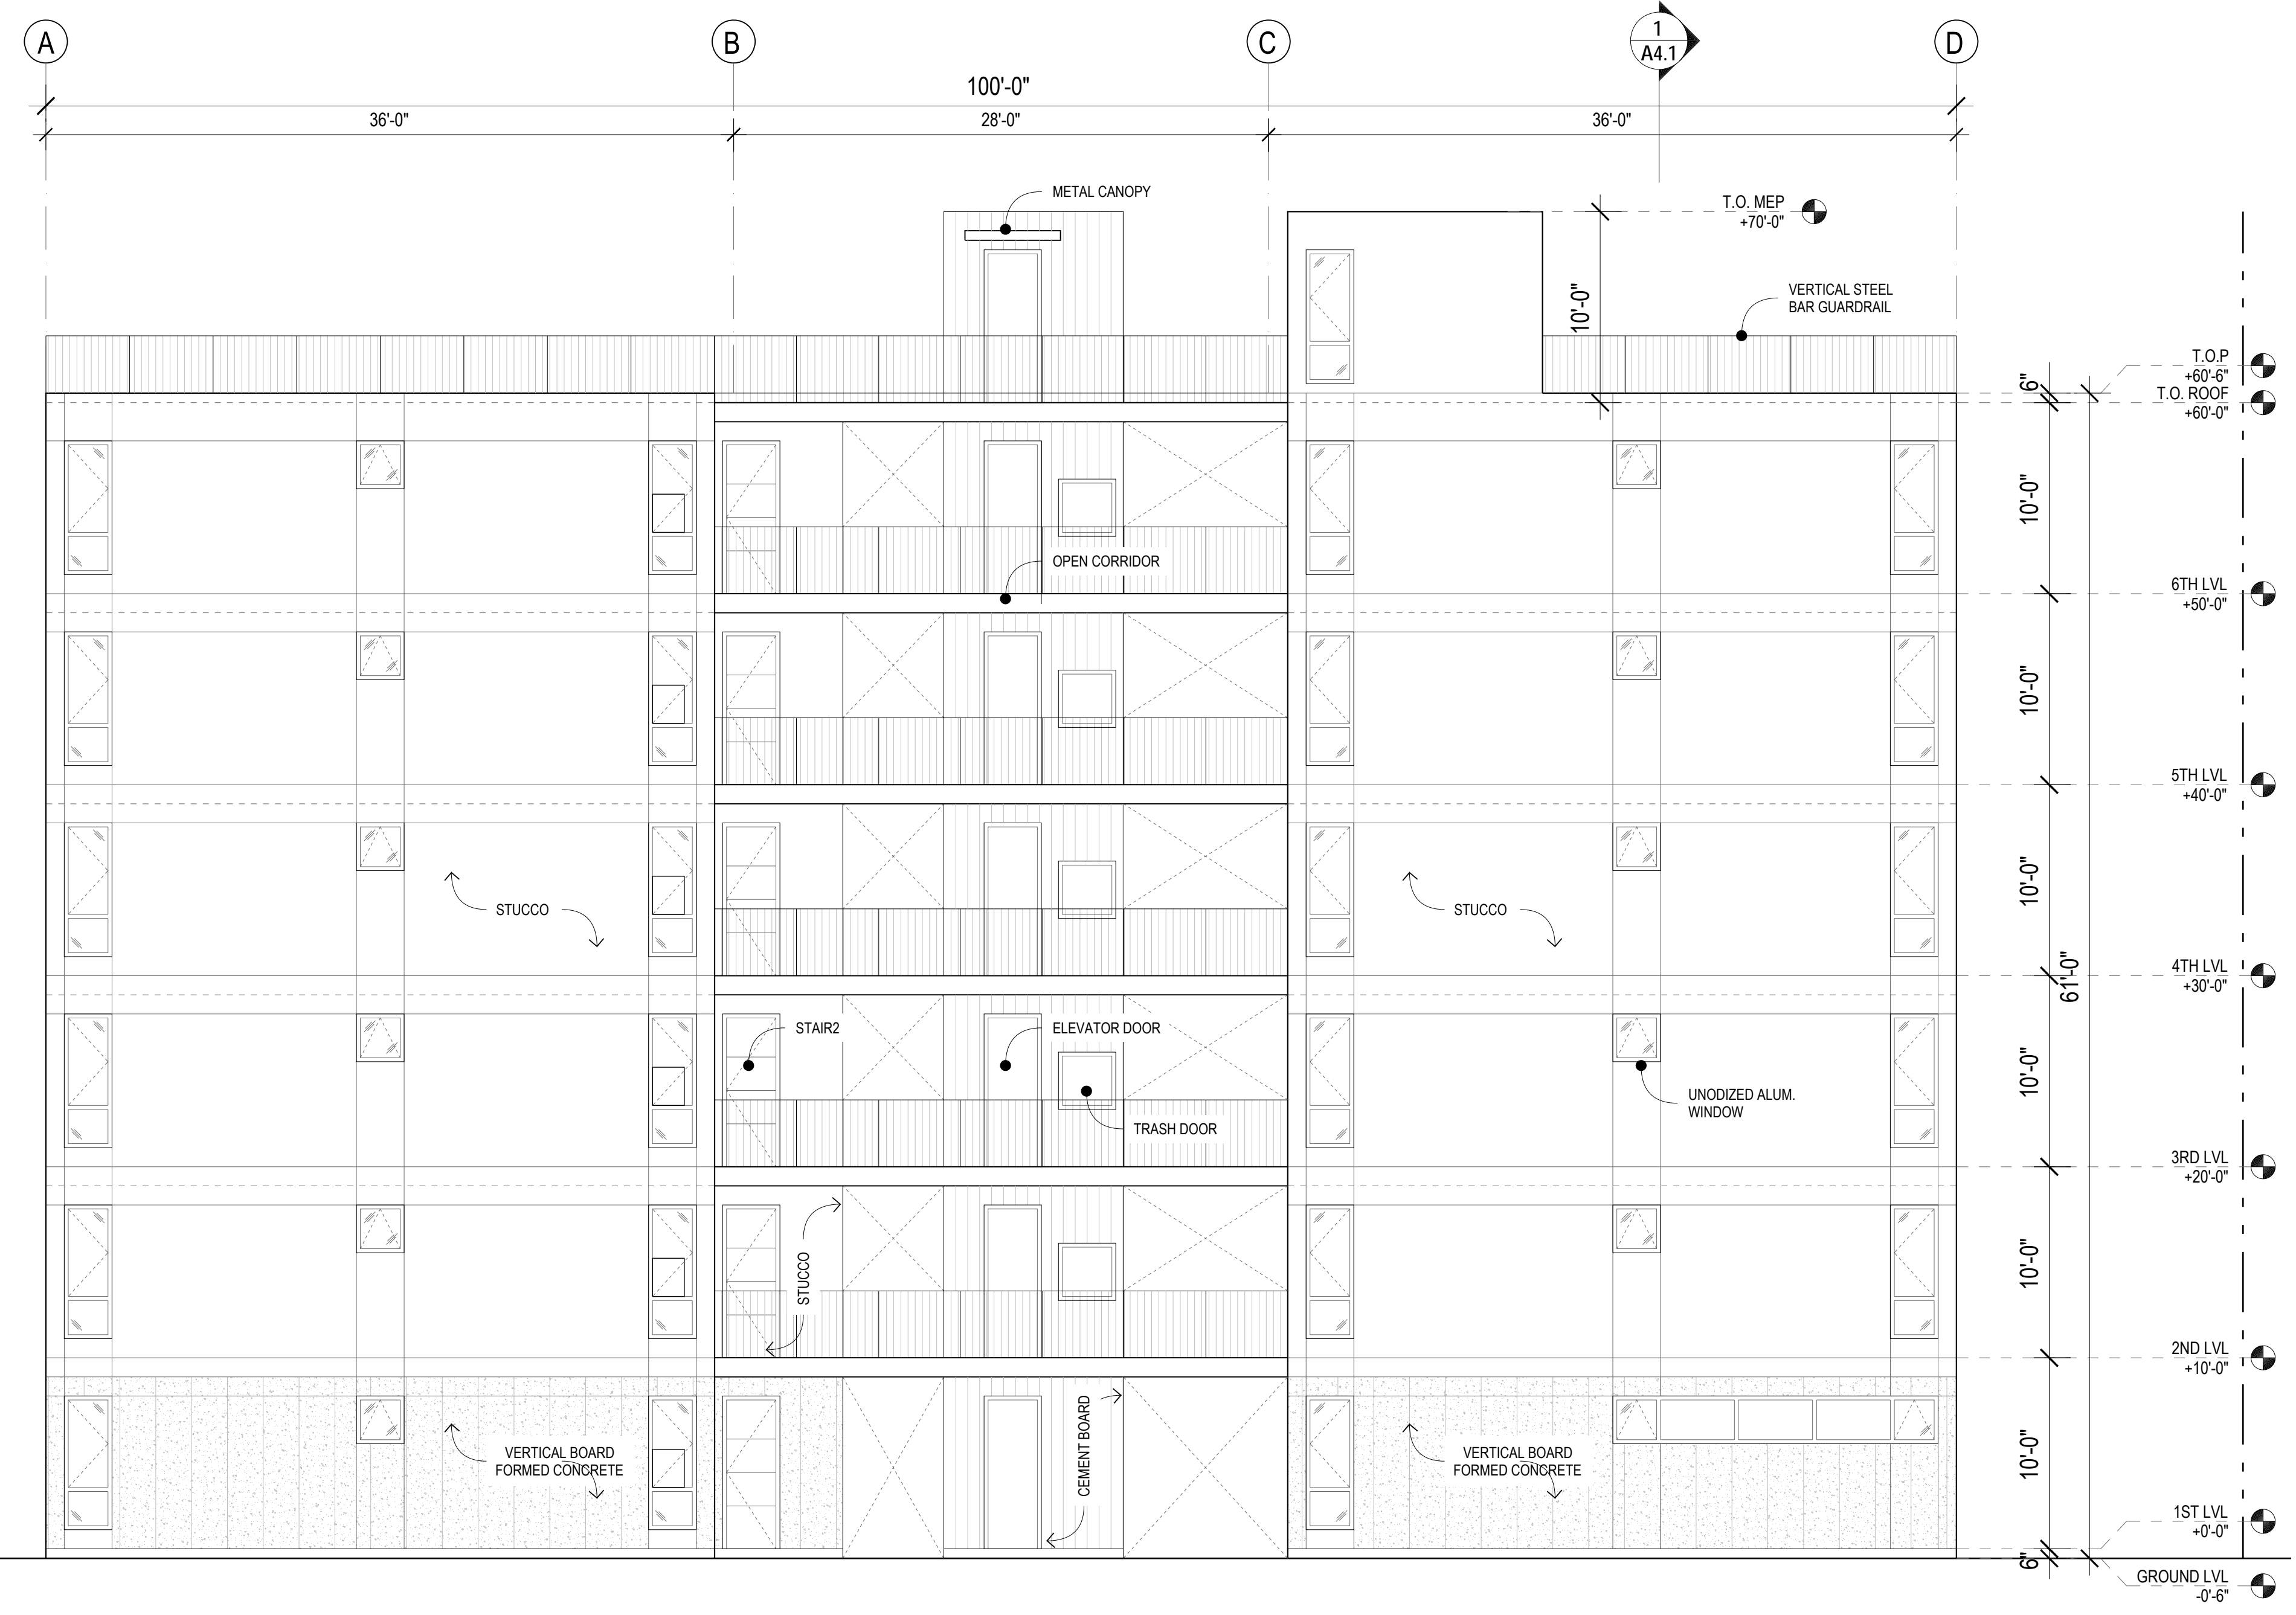 A
B
C
1
A4.1
D
100'-0"
36'-0"
28'-0"
36'-0"
METAL CANOPY
T.O. MEP
+70'-0"
10'-0"
VERTICAL STEEL
BAR GUARDRAIL
6"
T.O.P
+60'-6"
T.O. ROOF
+60'-0"
10'-0"
OPEN CORRIDOR
6TH LVL
+50'-0"
10'-0"
5TH LVL
+40'-0"
10'-0"
STUCCO
STUCCO
61'-0"
4TH LVL
+30'-0"
STAIR2
ELEVATOR DOOR
10'-0"
UNODIZED ALUM.
WINDOW
TRASH DOOR
3RD LVL
+20'-0"
STUCCO
10'-0"
2ND LVL
+10'-0"
CEMENT BOARD
VERTICAL BOARD
FORMED CONCRETE
VERTICAL BOARD
FORMED CONCRETE
10'-0"
1ST LVL
+0'-0"
6"
GROUND LVL
-0'-6"